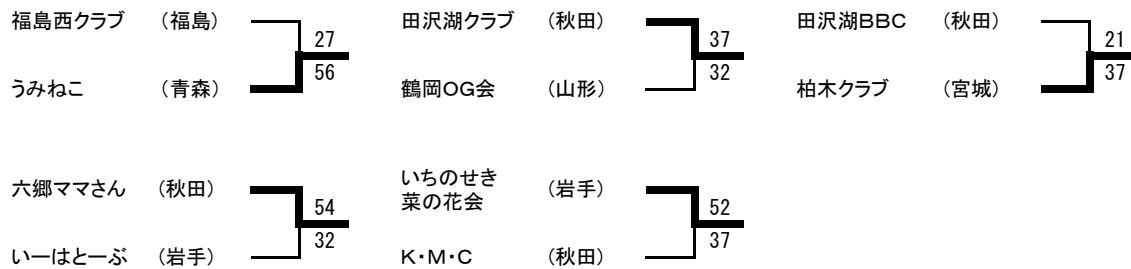 福島西クラブ (福島) 27
うみねこ (青森) 56
田沢湖クラブ (秋田) 37
鶴岡OG会 (山形) 32
田沢湖BBC (秋田) 21
柏木クラブ (宮城) 37
六郷ママさん (秋田) 54
いーはとーぶ (岩手) 32
いちのせき
菜の花会 (岩手) 52
K・M・C (秋田) 37